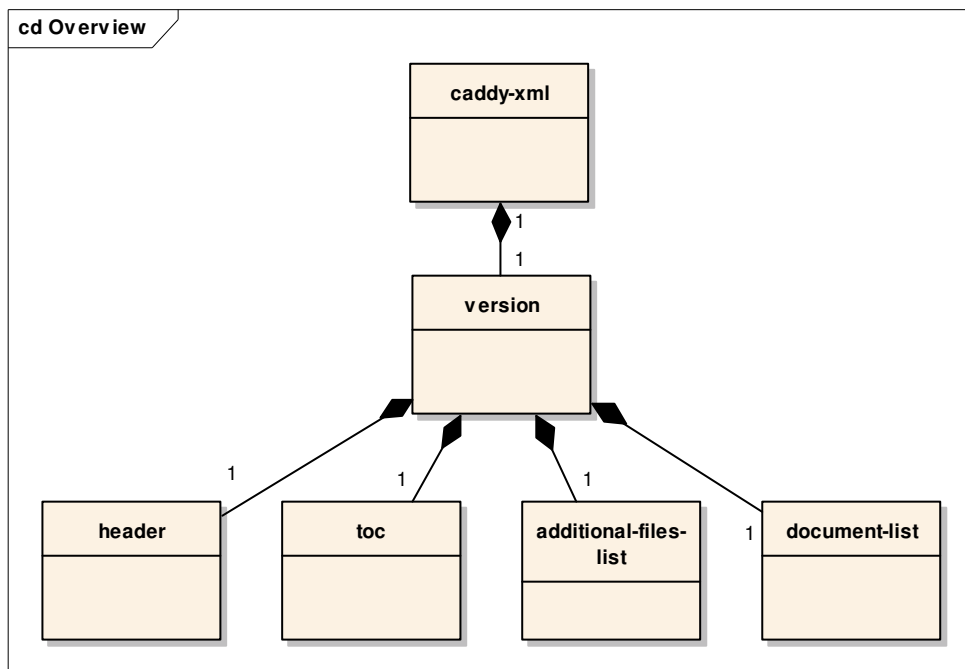 cd Overview
caddy-xml
1
1
version
1
1
1
1
header
toc
additional-files-
list
document-list